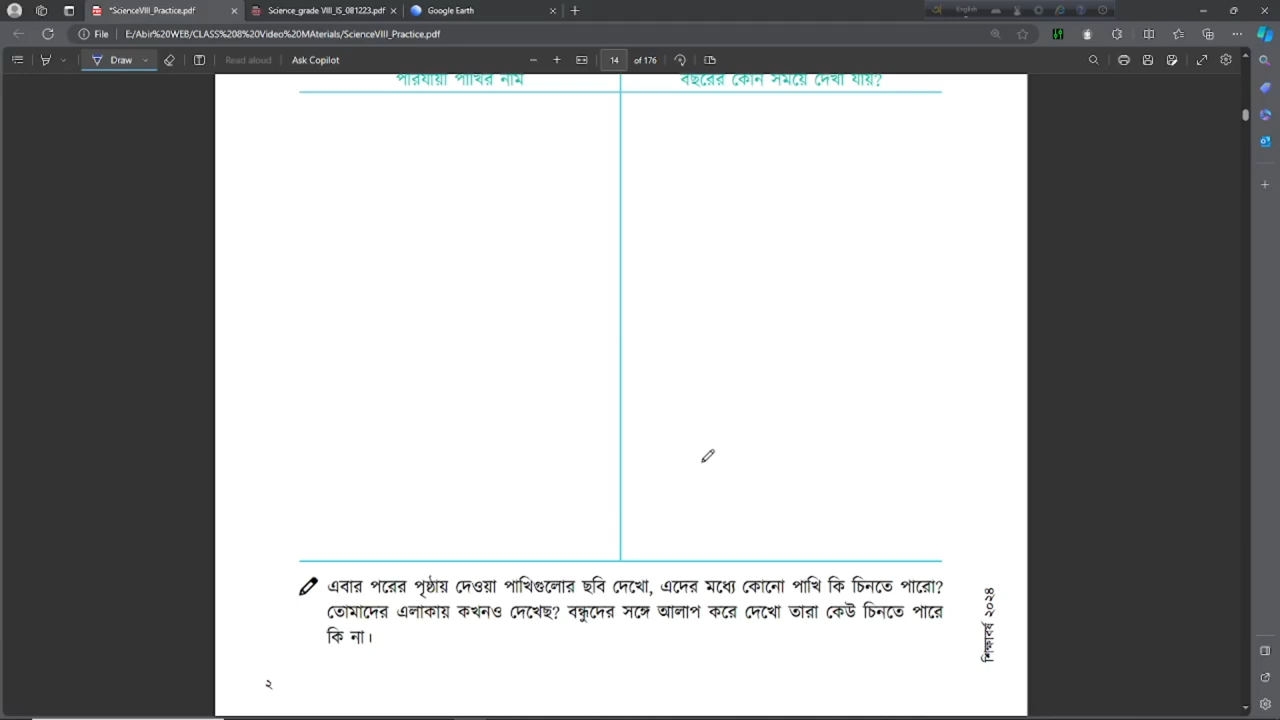 *ScienceVIII_Practice.pdf
Science_grade VIII_IS_081223.pdf
Google Earth
English
File
E:/Abir%20WEB/CLASS%208%20Video%20MAterials/ScienceVIII_Practice.pdf
Draw
Read aloud
Ask Copilot
14 of 176
পরিযায়ী পাখির নাম
বছরের কোন সময়ে দেখা যায়?
এবার পরের পৃষ্ঠায় দেওয়া পাখিগুলোর ছবি দেখো, এদের মধ্যে কোনো পাখি কি চিনতে পারো?
তোমাদের এলাকায় কখনও দেখেছ? বন্ধুদের সঙ্গে আলাপ করে দেখো তারা কেউ চিনতে পারে
কি না।
শিক্ষাবর্ষ ২০২৪
২